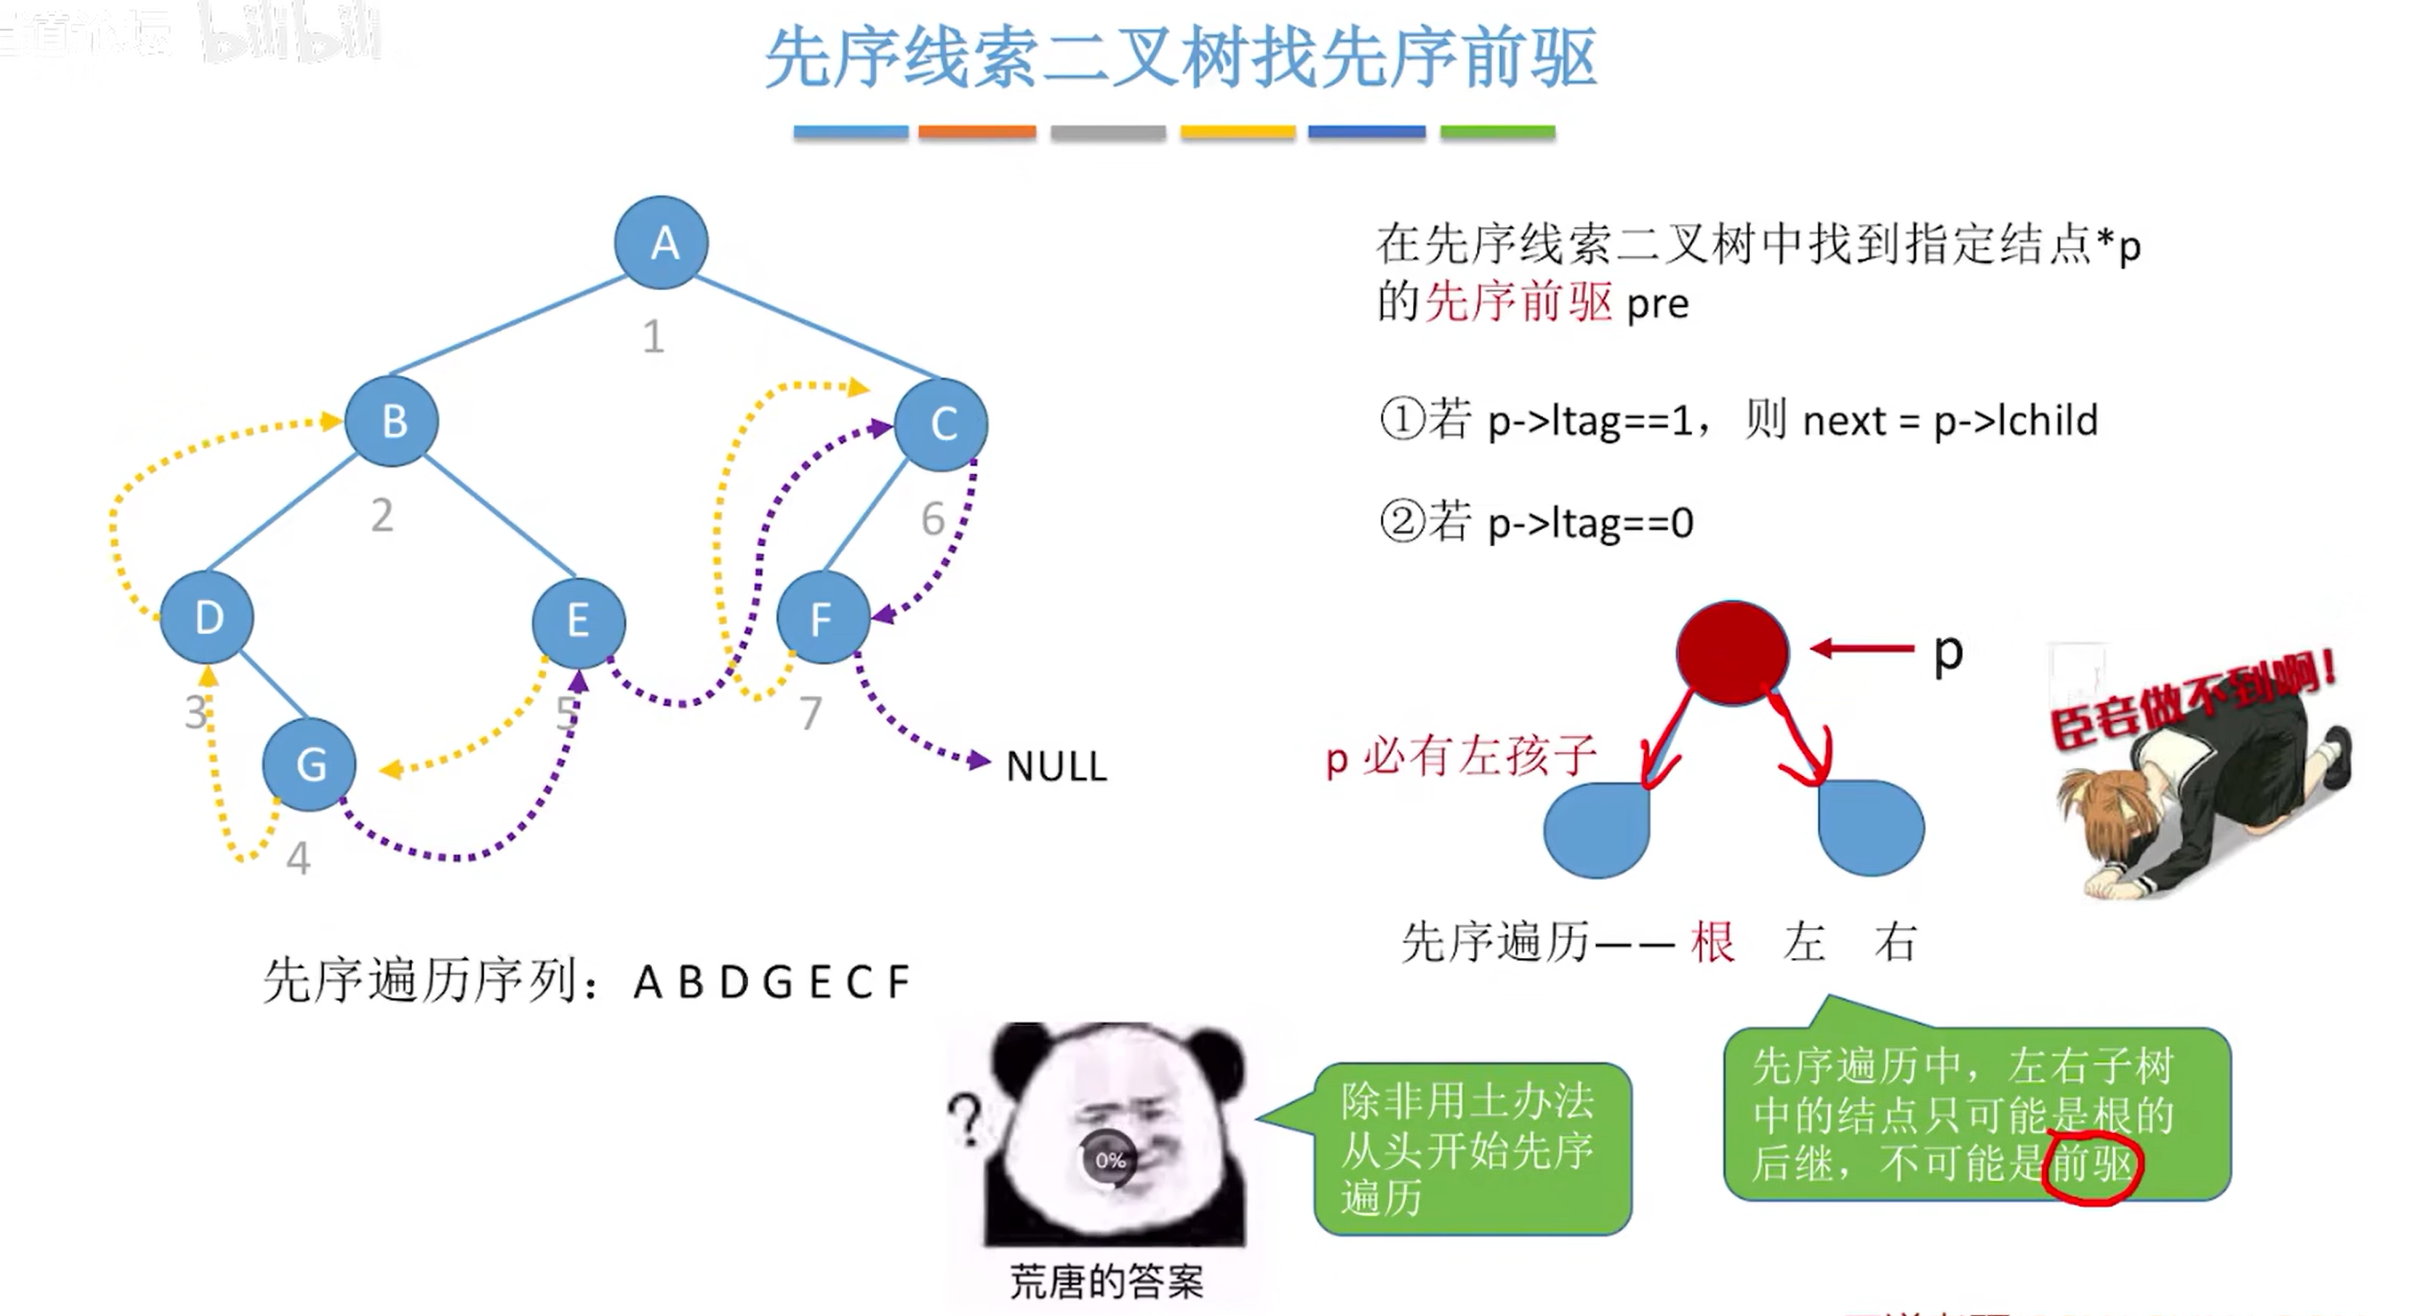 bilibili
先序线索二叉树找先序前驱
A
1
B
C
2
6
D
E
F
3
5
7
G
NULL
4
先序遍历序列：A B D G E C F
在先序线索二叉树中找到指定结点*p
的先序前驱 pre
①若 p->ltag==1，则 next = p->lchild
②若 p->ltag==0
p
p 必有左孩子
臣妾做不到啊！
先序遍历—— 根 左 右
先序遍历中，左右子树
中的结点只可能是根的
后继，不可能是前驱
?
0%
除非用土办法
从头开始先序
遍历
荒唐的答案